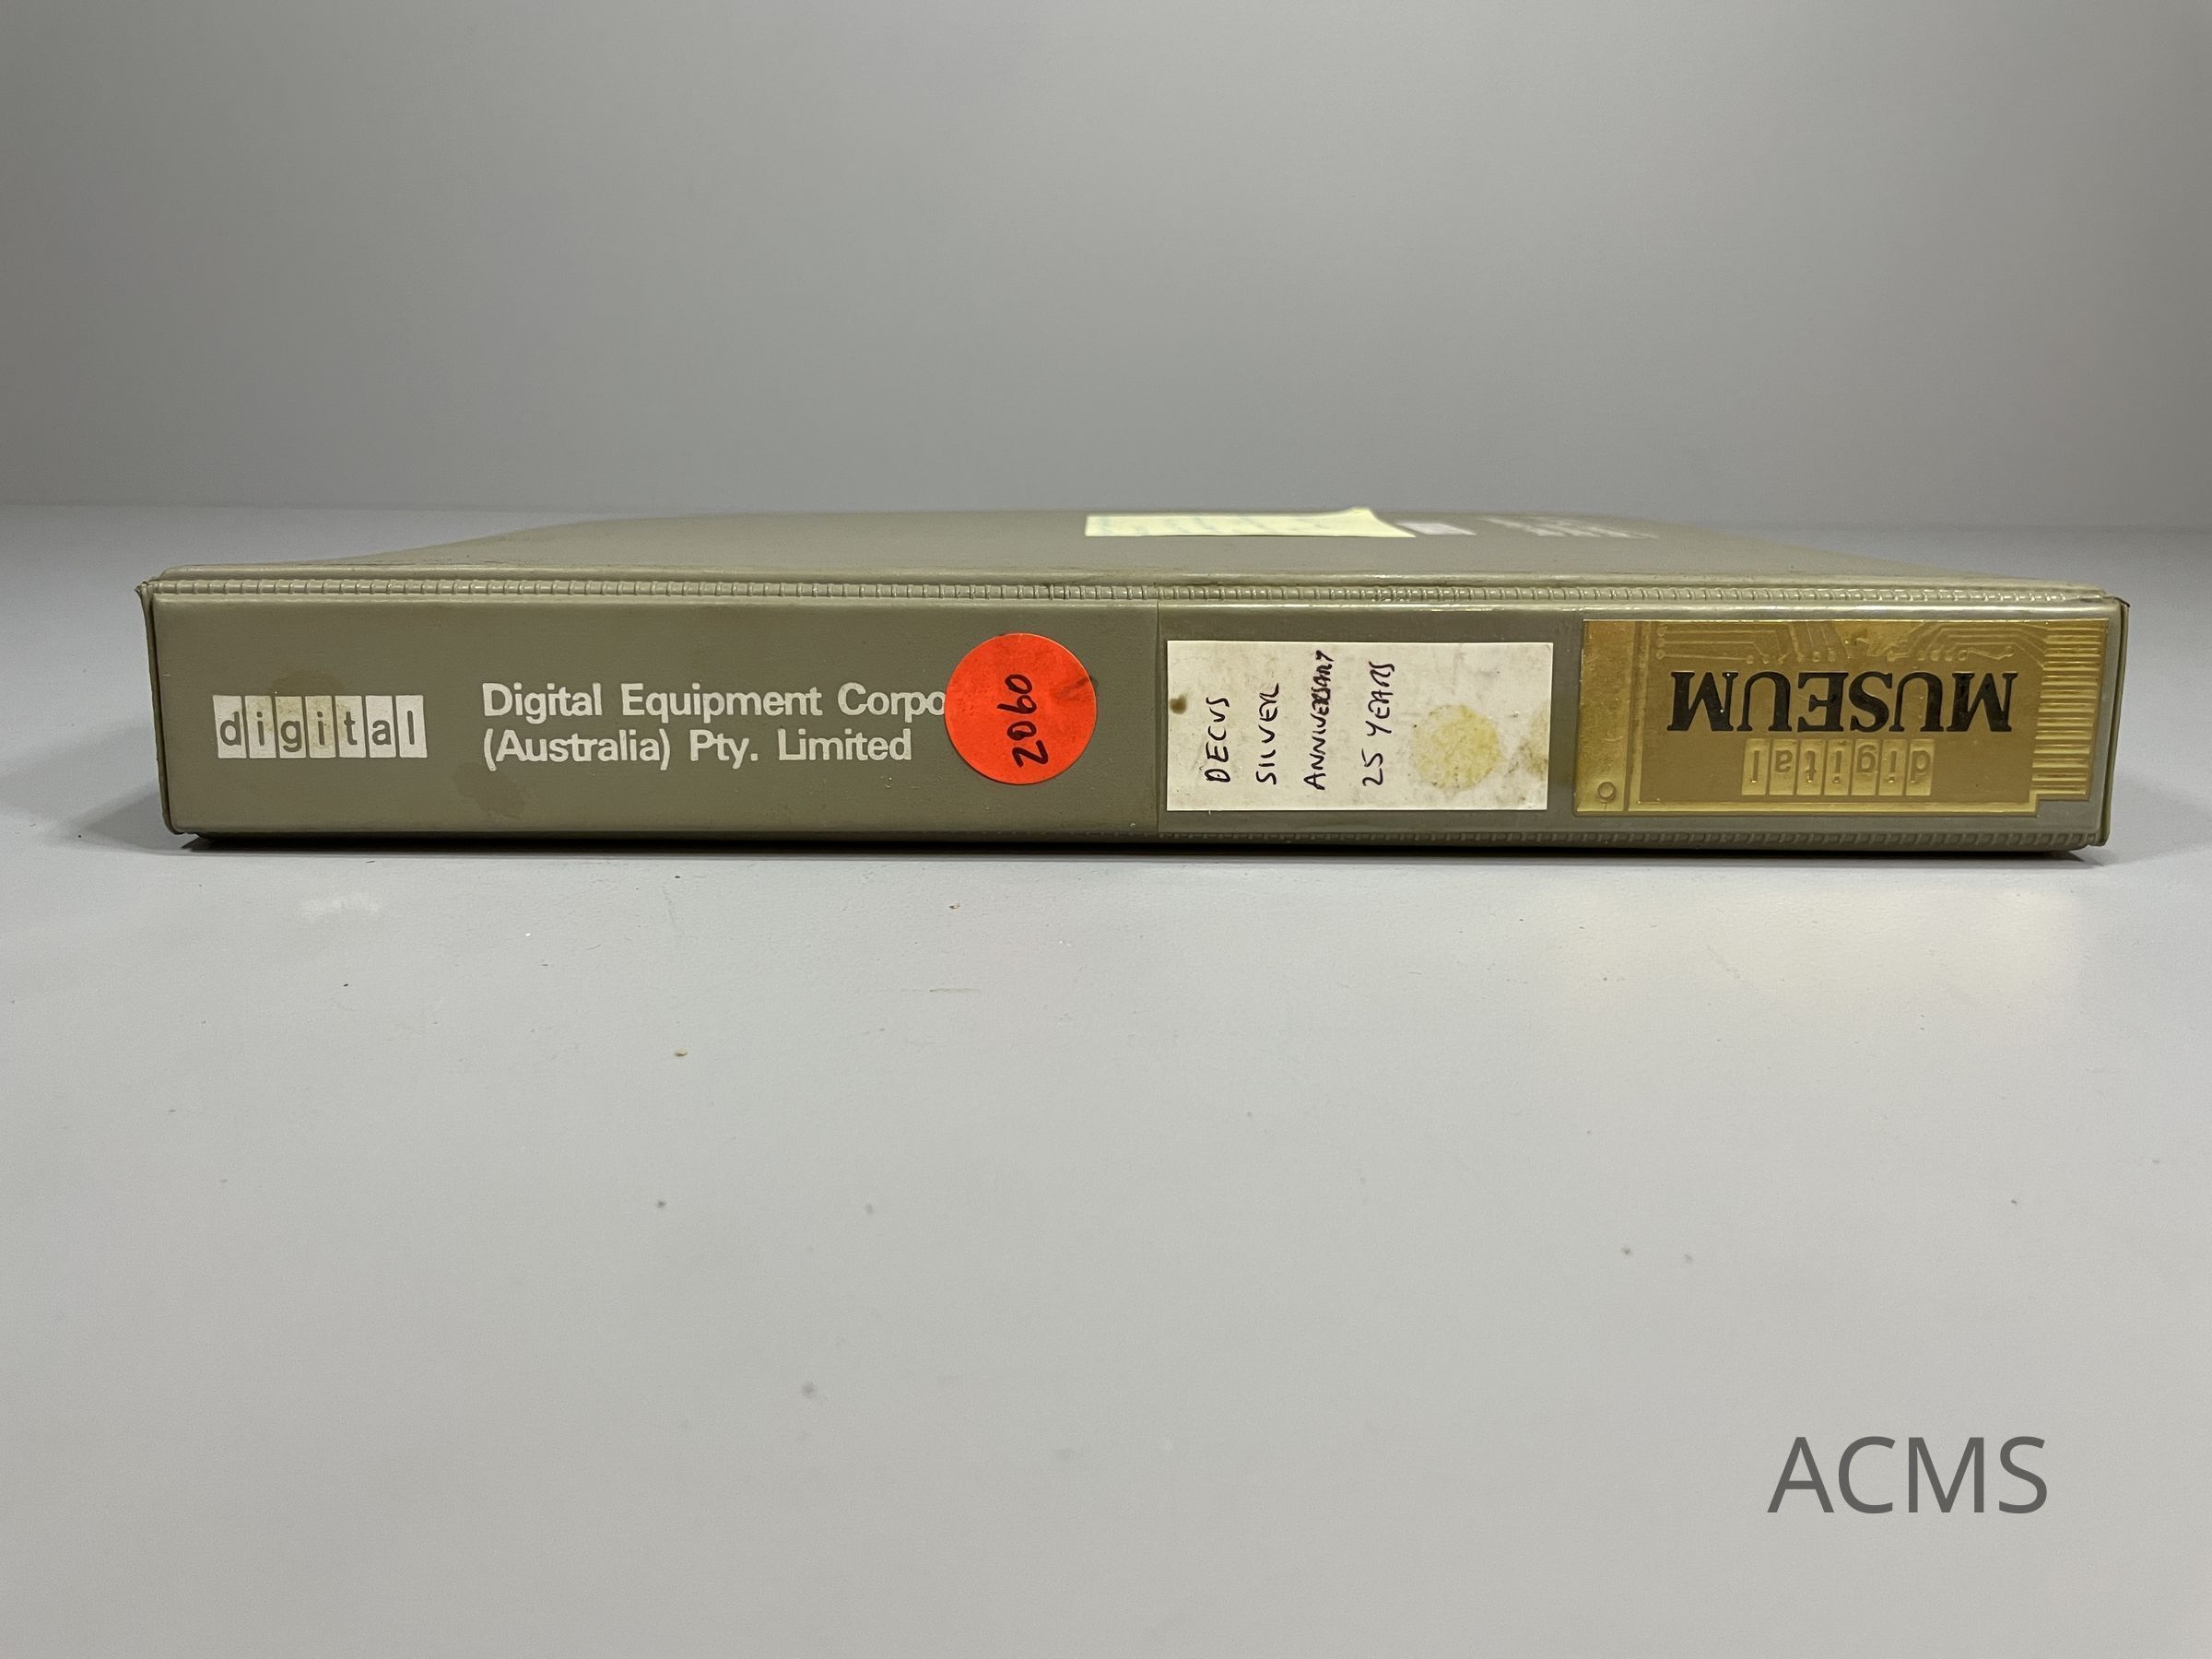 digital
Digital Equipment Corpo
(Australia) Pty. Limited
2060
DECUS
SILVER
ANNIVERSARY
25 YEARS
digital
MUSEUM
ACMS